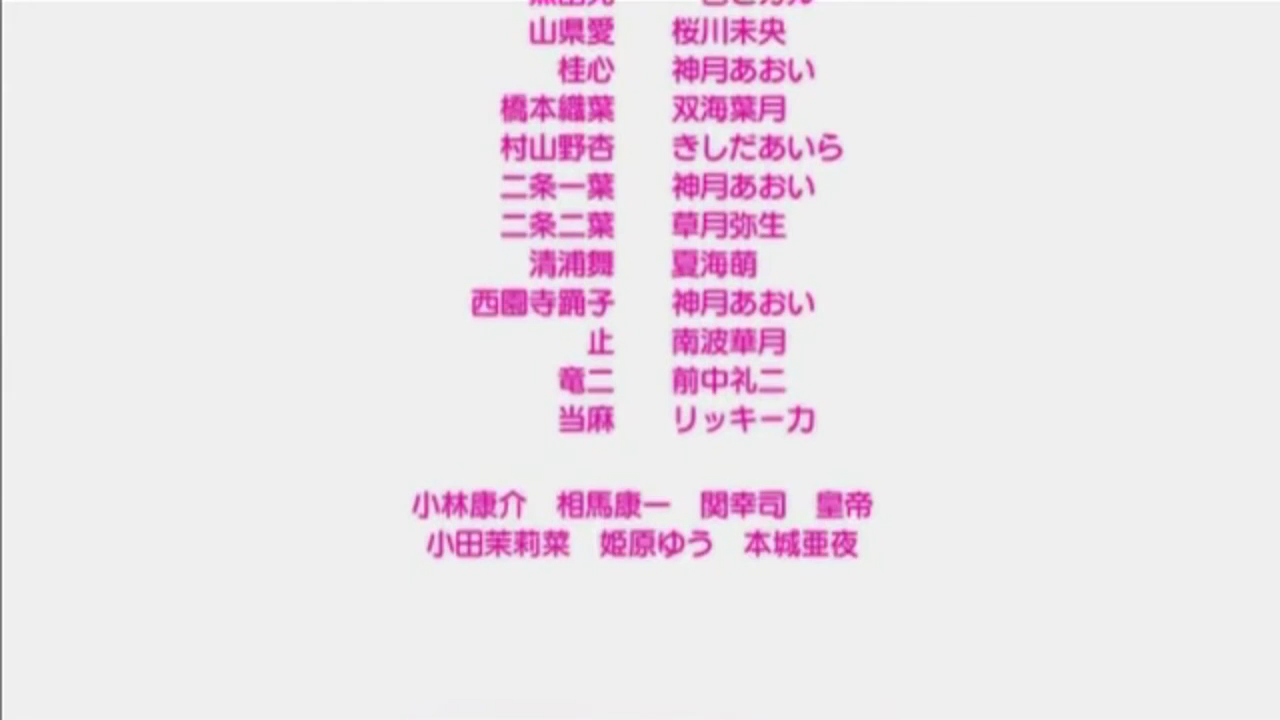 山県愛 桜川未央
桂心 神月あおい
橋本織葉 双海葉月
村山野杏 きしだあいら
二条一葉 神月あおい
二条二葉 草月弥生
清浦舞 夏海萌
西園寺踊子 神月あおい
止 南波華月
竜二 前中礼二
当麻 リッキー力
小林康介 相馬康一 関幸司 皇帝
小田茉莉菜 姫原ゆう 本城亜夜